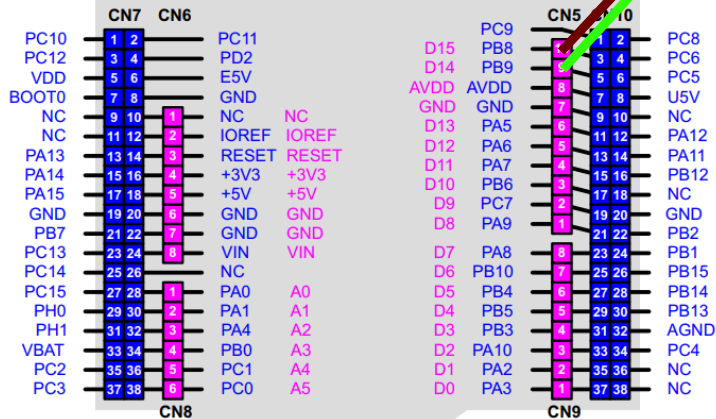 CN7 CN6 CN5 CN10
PC9
PC10 1 2 PC11 D15 PB8 1 2 PC8
PC12 3 4 PD2 D14 PB9 3 4 PC6
VDD 5 6 E5V AVDD AVDD 8 5 6 PC5
BOOT0 7 8 GND GND GND 7 7 8 U5V
NC 9 10 1 NC NC D13 PA5 6 9 10 NC
NC 11 12 2 IOREF IOREF D12 PA6 5 11 12 PA12
PA13 13 14 3 RESET RESET D11 PA7 4 13 14 PA11
PA14 15 16 4 +3V3 +3V3 D10 PB6 3 15 16 PB12
PA15 17 18 5 +5V +5V D9 PC7 2 17 18 NC
GND 19 20 6 GND GND D8 PA9 1 19 20 GND
PB7 21 22 7 GND GND 21 22 PB2
PC13 23 24 8 VIN VIN D7 PA8 8 23 24 PB1
PC14 25 26 NC D6 PB10 7 25 26 PB15
PC15 27 28 1 PA0 A0 D5 PB4 6 27 28 PB14
PH0 29 30 2 PA1 A1 D4 PB5 5 29 30 PB13
PH1 31 32 3 PA4 A2 D3 PB3 4 31 32 AGND
VBAT 33 34 4 PB0 A3 D2 PA10 3 33 34 PC4
PC2 35 36 5 PC1 A4 D1 PA2 2 35 36 NC
PC3 37 38 6 PC0 A5 D0 PA3 1 37 38 NC
CN8 CN9